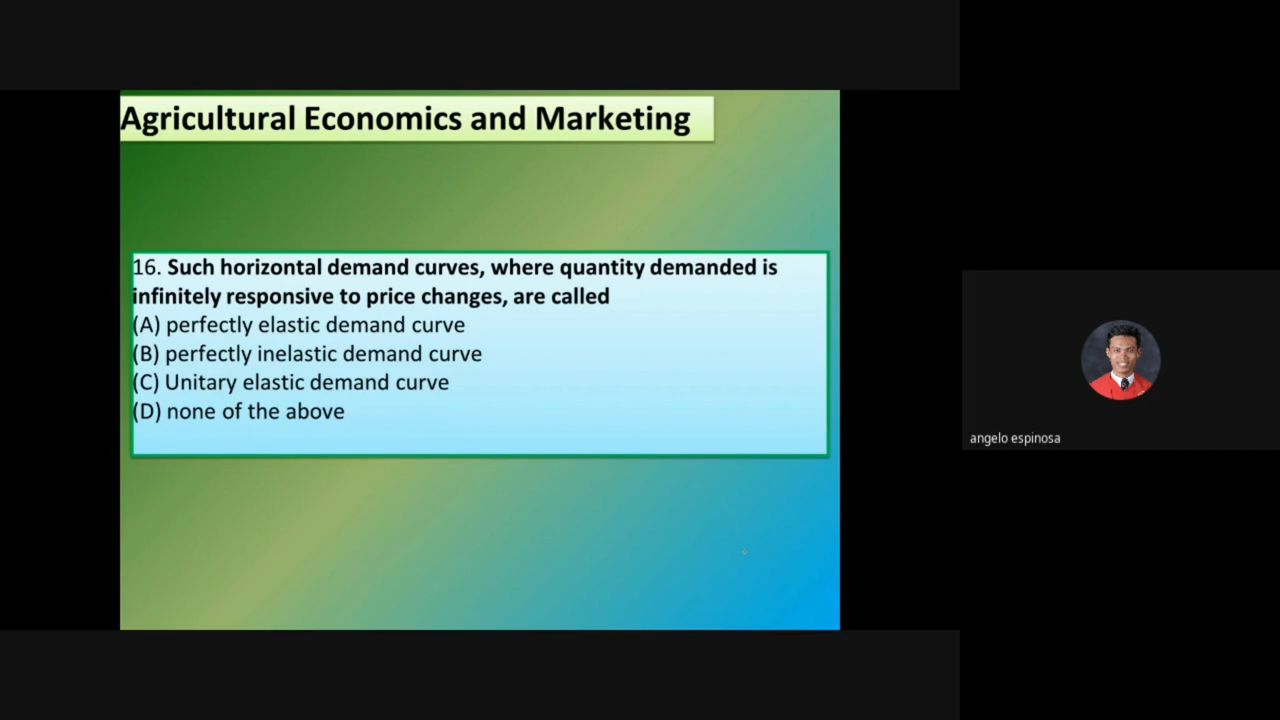 Agricultural Economics and Marketing
16. Such horizontal demand curves, where quantity demanded is
infinitely responsive to price changes, are called
(A) perfectly elastic demand curve
(B) perfectly inelastic demand curve
(C) Unitary elastic demand curve
(D) none of the above
angelo espinosa